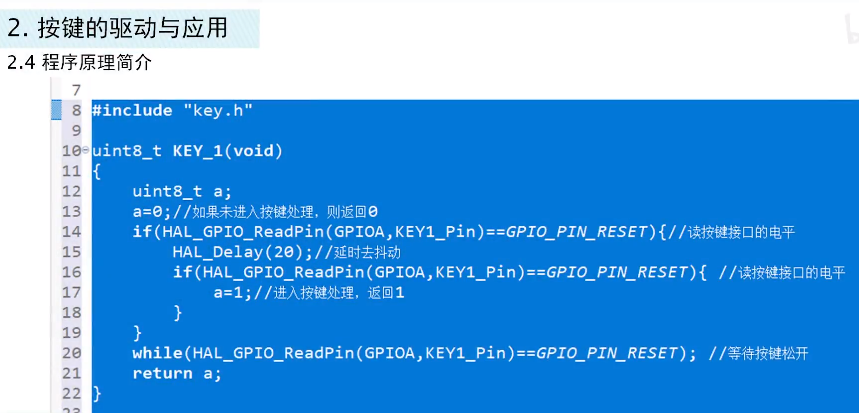 2. 按键的驱动与应用
2.4 程序原理简介
7
8 #include "key.h"
9
10 uint8_t KEY_1(void)
11 {
12 uint8_t a;
13 a=0;//如果未进入按键处理，则返回0
14 if(HAL_GPIO_ReadPin(GPIOA,KEY1_Pin)==GPIO_PIN_RESET){//读按键接口的电平
15 HAL_Delay(20);//延时去抖动
16 if(HAL_GPIO_ReadPin(GPIOA,KEY1_Pin)==GPIO_PIN_RESET){ //读按键接口的电平
17 a=1;//进入按键处理，返回1
18 }
19 }
20 while(HAL_GPIO_ReadPin(GPIOA,KEY1_Pin)==GPIO_PIN_RESET); //等待按键松开
21 return a;
22 }